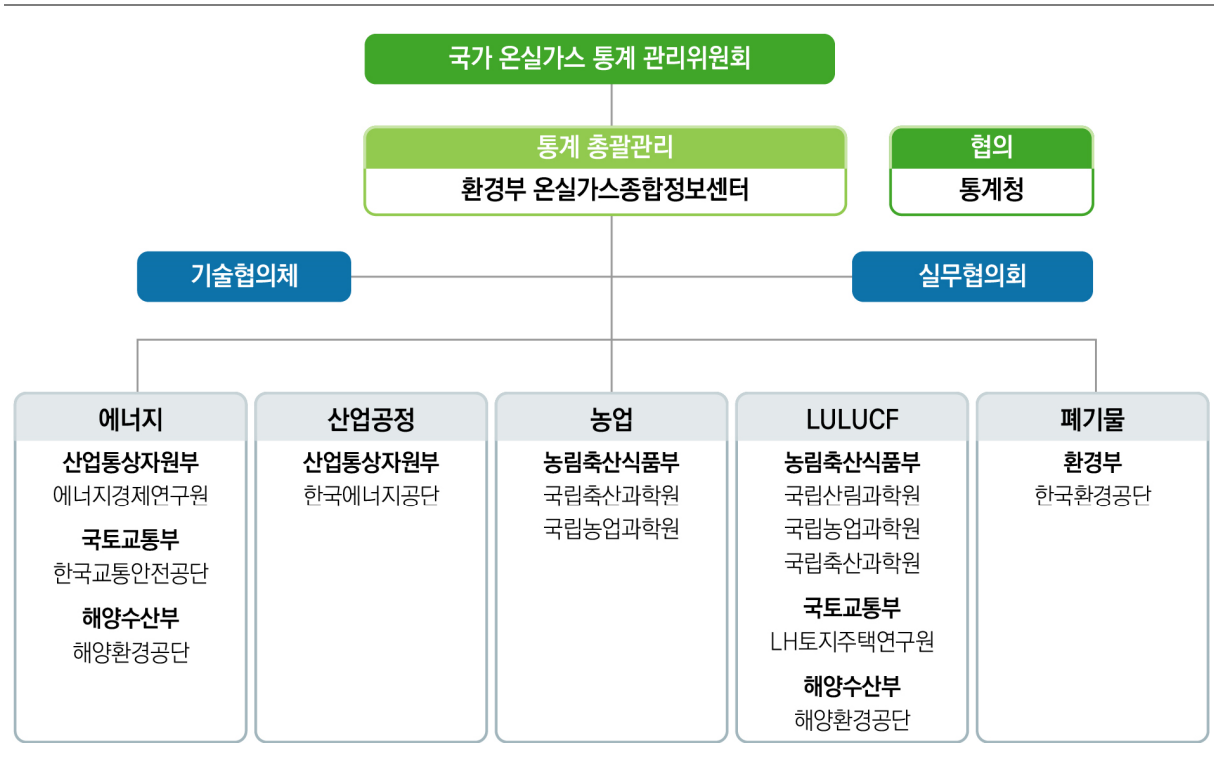 국가 온실가스 통계 관리위원회
통계 총괄관리
환경부 온실가스종합정보센터
협의
통계청
기술협의체
실무협의회
에너지
산업통상자원부
에너지경제연구원
국토교통부
한국교통안전공단
해양수산부
해양환경공단
산업공정
산업통상자원부
한국에너지공단
농업
농림축산식품부
국립축산과학원
국립농업과학원
LULUCF
농림축산식품부
국립산림과학원
국립농업과학원
국립축산과학원
국토교통부
LH토지주택연구원
해양수산부
해양환경공단
폐기물
환경부
한국환경공단